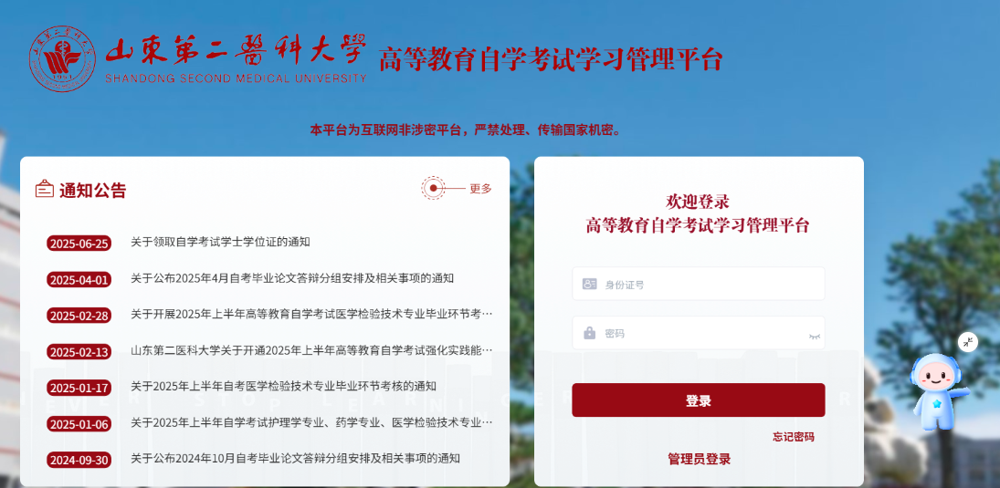 山東第二醫科大學
SHANDONG SECOND MEDICAL UNIVERSITY
1951
高等教育自学考试学习管理平台
本平台为互联网非涉密平台，严禁处理、传输国家机密。
通知公告
更多
2025-06-25 关于领取自学考试学士学位证的通知
2025-04-01 关于公布2025年4月自考毕业论文答辩分组安排及相关事项的通知
2025-02-28 关于开展2025年上半年高等教育自学考试医学检验技术专业毕业环节考…
2025-02-13 山东第二医科大学关于开通2025年上半年高等教育自学考试强化实践能…
2025-01-17 关于2025年上半年自考医学检验技术专业毕业环节考核的通知
2025-01-06 关于2025年上半年自学考试护理学专业、药学专业、医学检验技术专业…
2024-09-30 关于公布2024年10月自考毕业论文答辩分组安排及相关事项的通知
欢迎登录
高等教育自学考试学习管理平台
身份证号
密码
登录
忘记密码
管理员登录